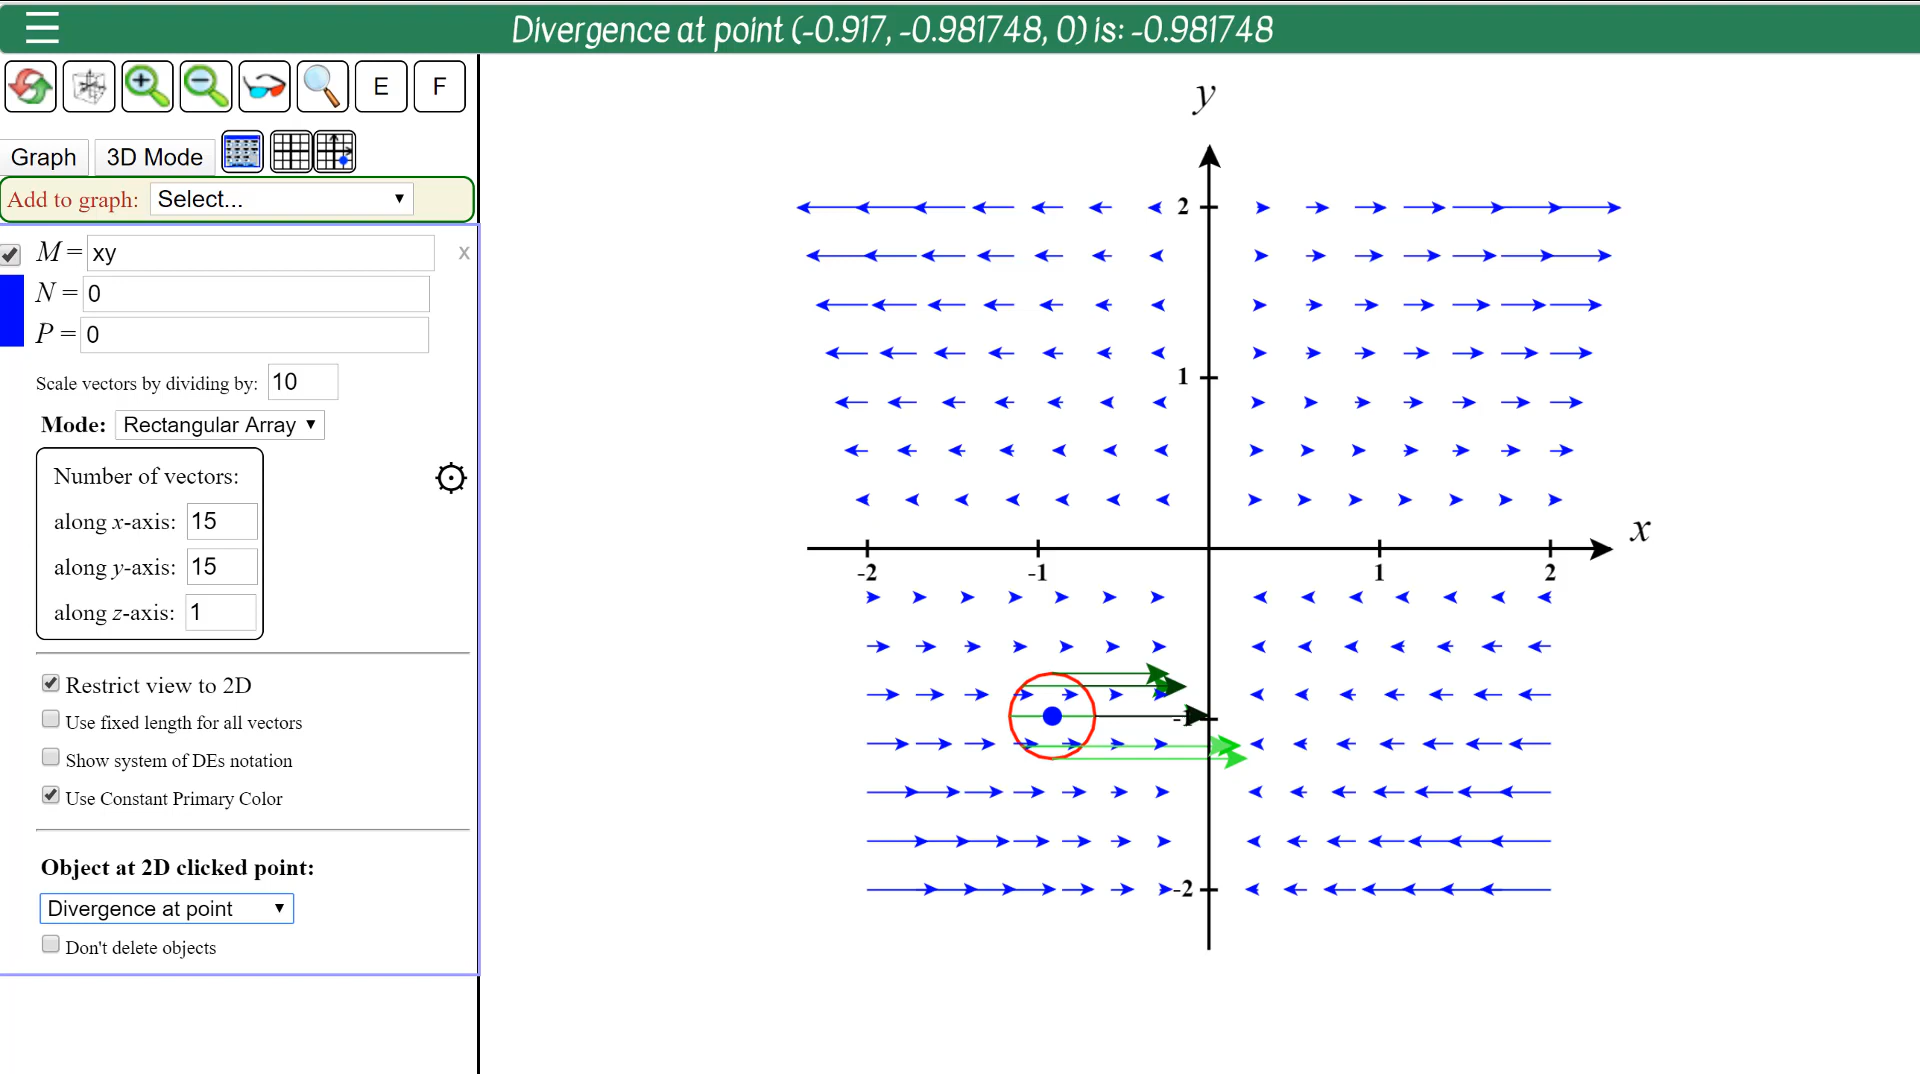 Divergence at point (-0.917, -0.981748, 0) is: -0.981748
E F
Graph 3D Mode
Add to graph: Select...
M = xy x
N = 0
P = 0
Scale vectors by dividing by: 10
Mode: Rectangular Array
Number of vectors:
along x-axis: 15
along y-axis: 15
along z-axis: 1
Restrict view to 2D
Use fixed length for all vectors
Show system of DEs notation
Use Constant Primary Color
Object at 2D clicked point:
Divergence at point
Don't delete objects
y
2
1
x
-2 -1 1 2
-1
-2